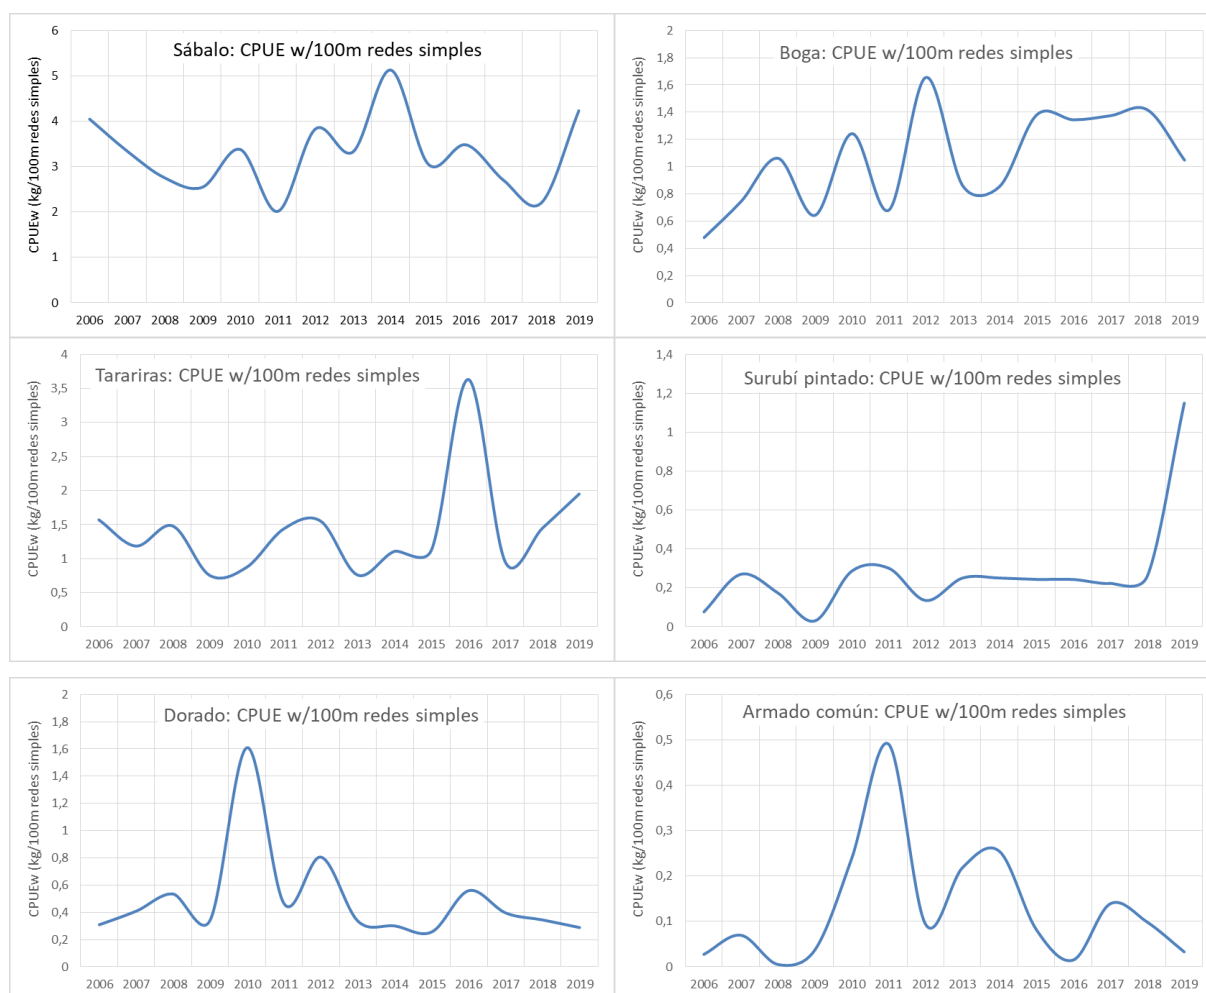 Sábalo: CPUE w/100m redes simples
CPUEw (kg/100m redes simples)
6
5
4
3
2
1
0
2006 2007 2008 2009 2010 2011 2012 2013 2014 2015 2016 2017 2018 2019
Boga: CPUE w/100m redes simples
CPUEw (kg/100m redes simples)
2
1,8
1,6
1,4
1,2
1
0,8
0,6
0,4
0,2
0
2006 2007 2008 2009 2010 2011 2012 2013 2014 2015 2016 2017 2018 2019
Tarariras: CPUE w/100m redes simples
CPUEw (kg/100m redes simples)
4
3,5
3
2,5
2
1,5
1
0,5
0
2006 2007 2008 2009 2010 2011 2012 2013 2014 2015 2016 2017 2018 2019
Surubí pintado: CPUE w/100m redes simples
CPUEw (kg/100m redes simples)
1,4
1,2
1
0,8
0,6
0,4
0,2
0
2006 2007 2008 2009 2010 2011 2012 2013 2014 2015 2016 2017 2018 2019
Dorado: CPUE w/100m redes simples
CPUEw (kg/100m redes simples)
2
1,8
1,6
1,4
1,2
1
0,8
0,6
0,4
0,2
0
2006 2007 2008 2009 2010 2011 2012 2013 2014 2015 2016 2017 2018 2019
Armado común: CPUE w/100m redes simples
CPUEw (kg/100m redes simples)
0,6
0,5
0,4
0,3
0,2
0,1
0
2006 2007 2008 2009 2010 2011 2012 2013 2014 2015 2016 2017 2018 2019